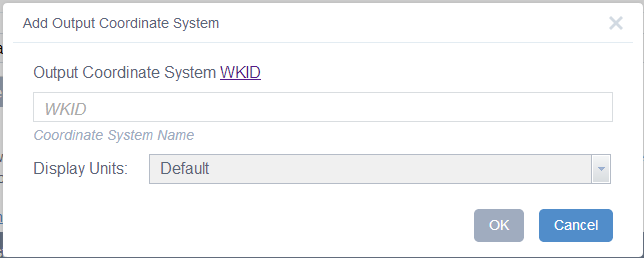 Add Output Coordinate System
Output Coordinate System WKID
WKID
Coordinate System Name
Display Units: Default
OK Cancel